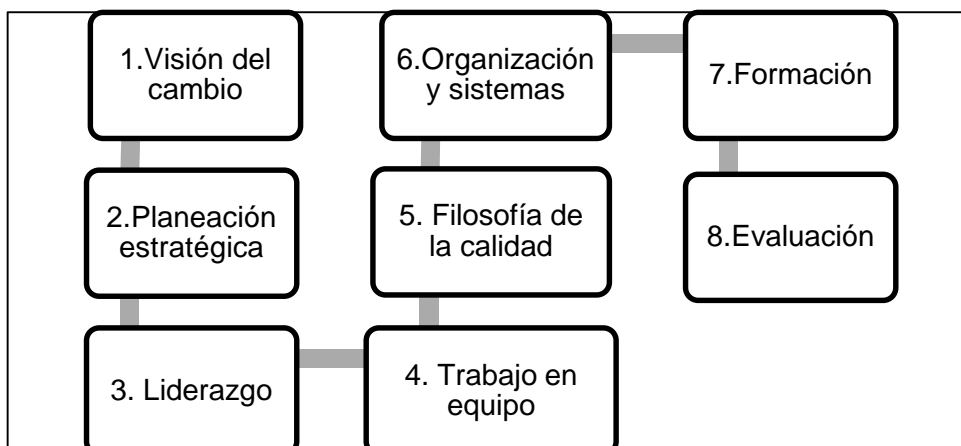 1.Visión del
cambio
2.Planeación
estratégica
3. Liderazgo
4. Trabajo en
equipo
5. Filosofía de
la calidad
6.Organización
y sistemas
7.Formación
8.Evaluación